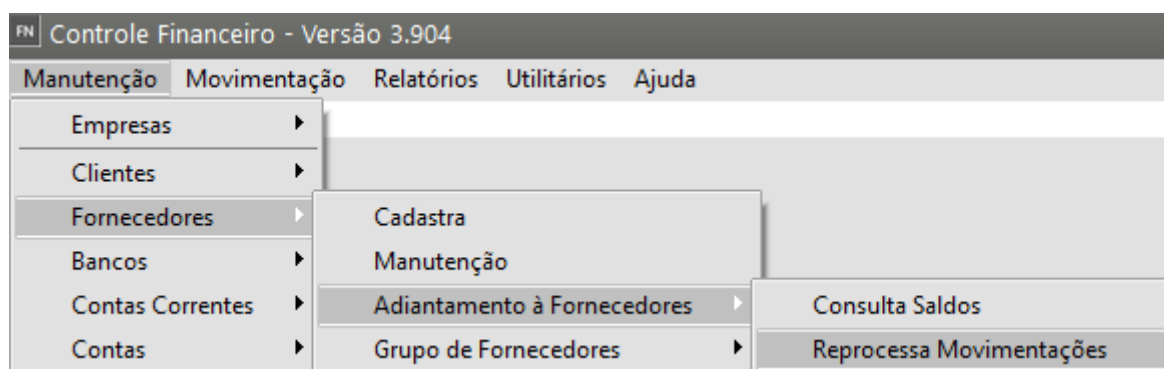 FN Controle Financeiro - Versão 3.904
Manutenção Movimentação Relatórios Utilitários Ajuda
Empresas
Clientes
Fornecedores Cadastra
Bancos Manutenção
Contas Correntes Adiantamento à Fornecedores Consulta Saldos
Contas Grupo de Fornecedores Reprocessa Movimentações